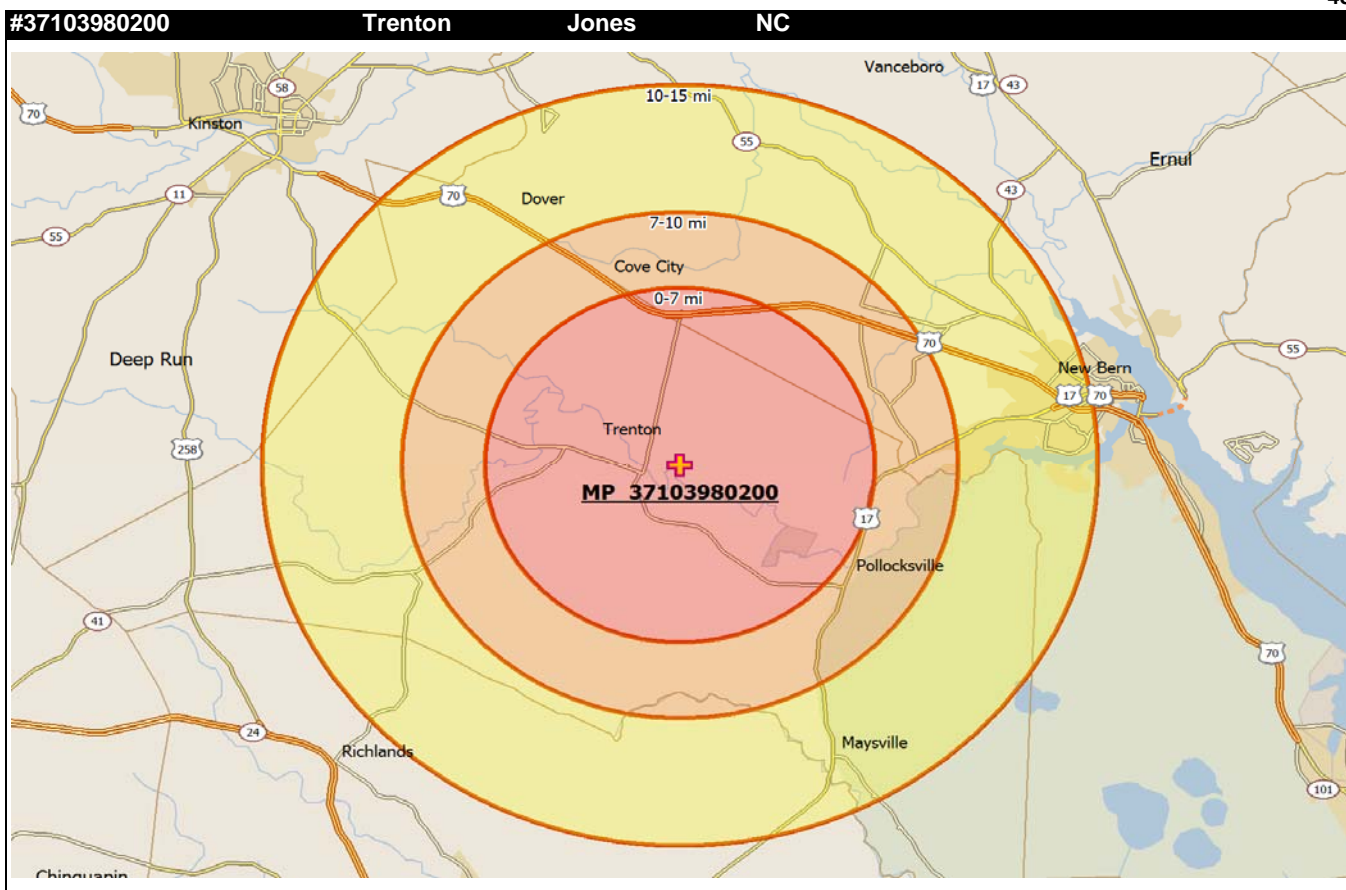 #37103980200 Trenton Jones NC
Vanceboro
17 43
10-15 mi
58
70
Kinston
55
Ernul
43
11
70
Dover
7-10 mi
55
Cove City
0-7 mi
70
55
Deep Run
New Bern
17 70
Trenton
258
MP 37103980200
17
Pollocksville
41
70
24
Richlands
Maysville
101
Chinquapin